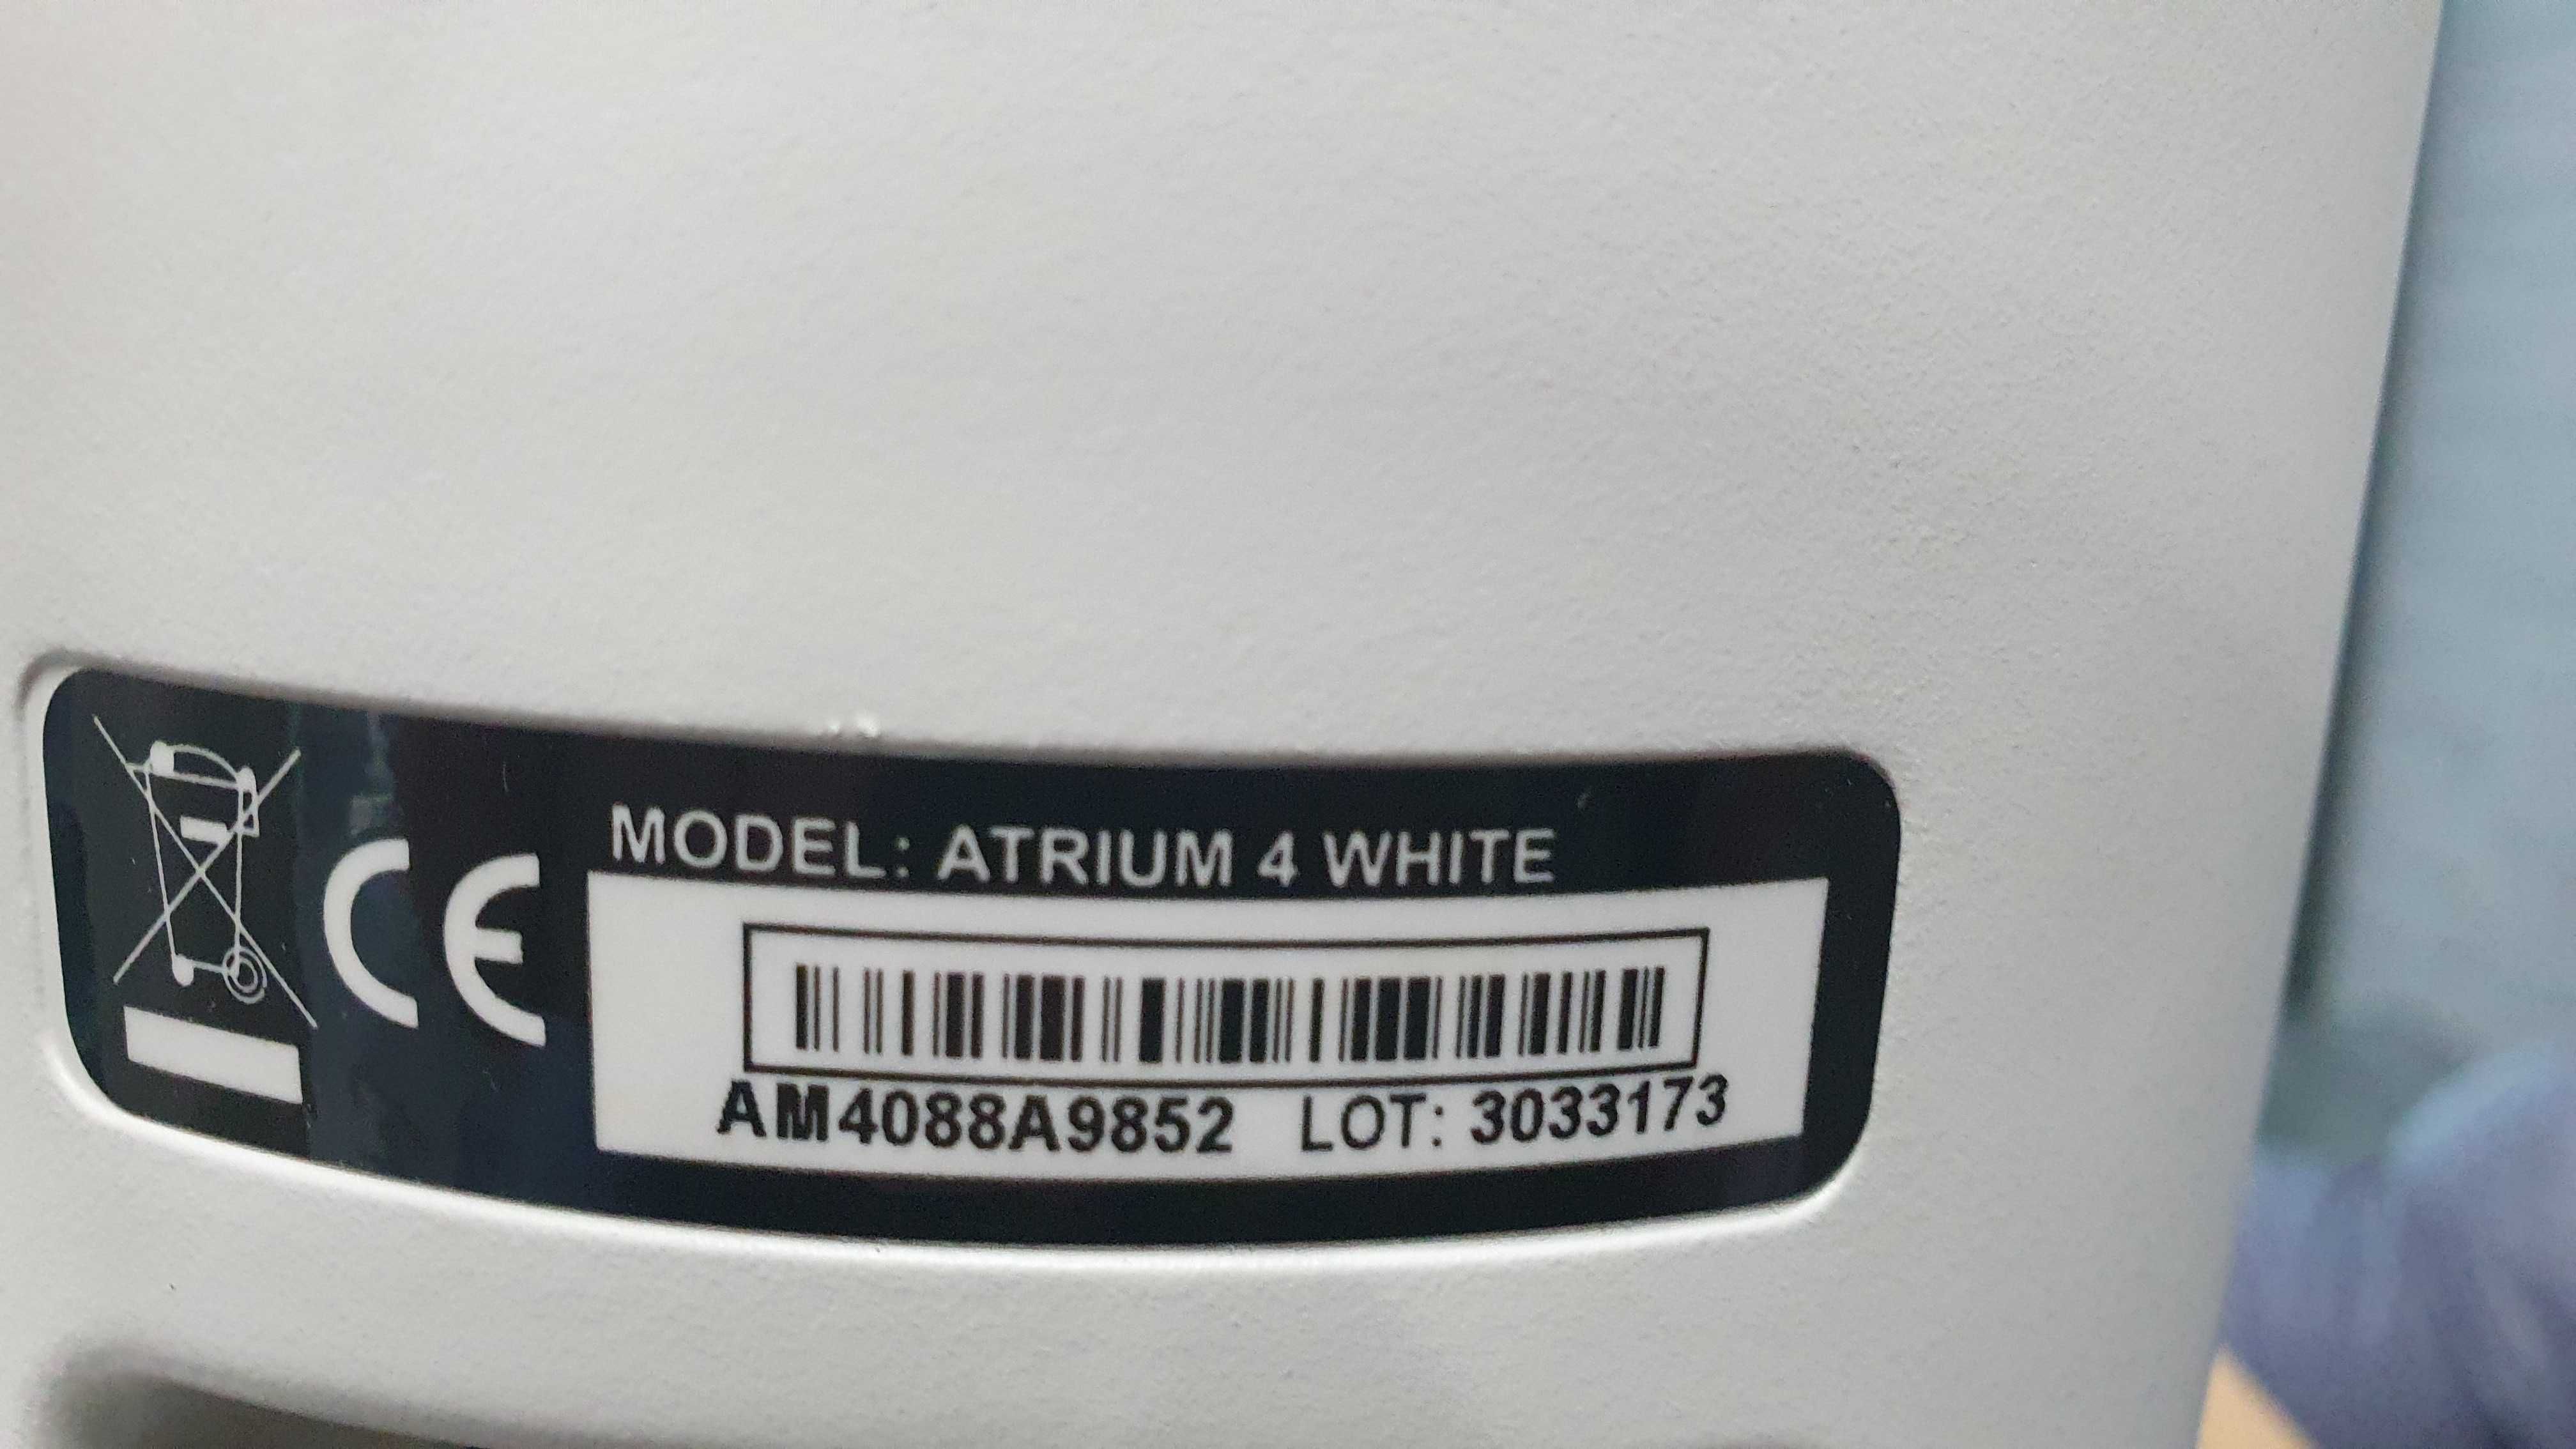 CE
MODEL: ATRIUM 4 WHITE
AM4088A9852 LOT: 3033173